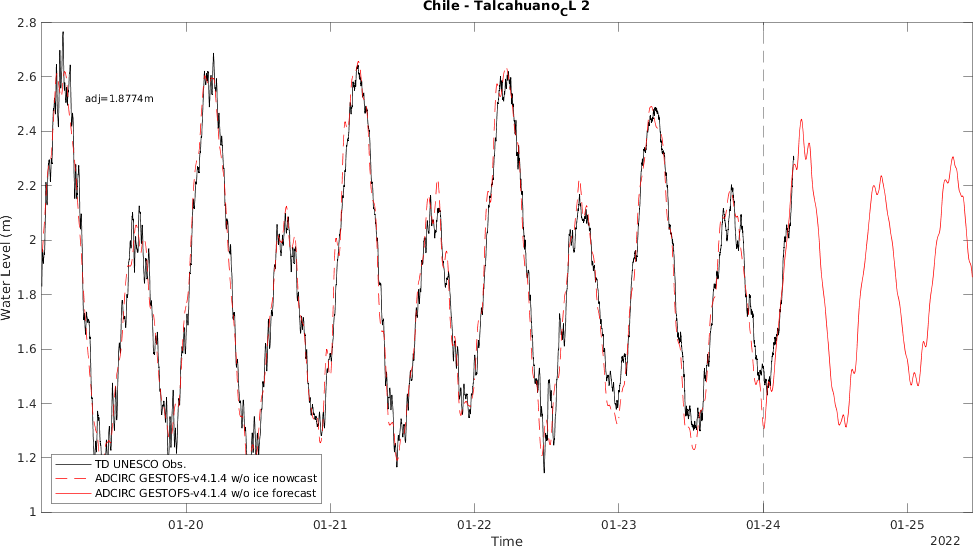 Chile - Talcahuano_CL 2
2.8
2.6
adj=1.8774m
2.4
2.2
2
1.8
1.6
1.4
1.2
1
Water Level (m)
TD UNESCO Obs.
ADCIRC GESTOFS-v4.1.4 w/o ice nowcast
ADCIRC GESTOFS-v4.1.4 w/o ice forecast
01-20 01-21 01-22 01-23 01-24 01-25
Time
2022